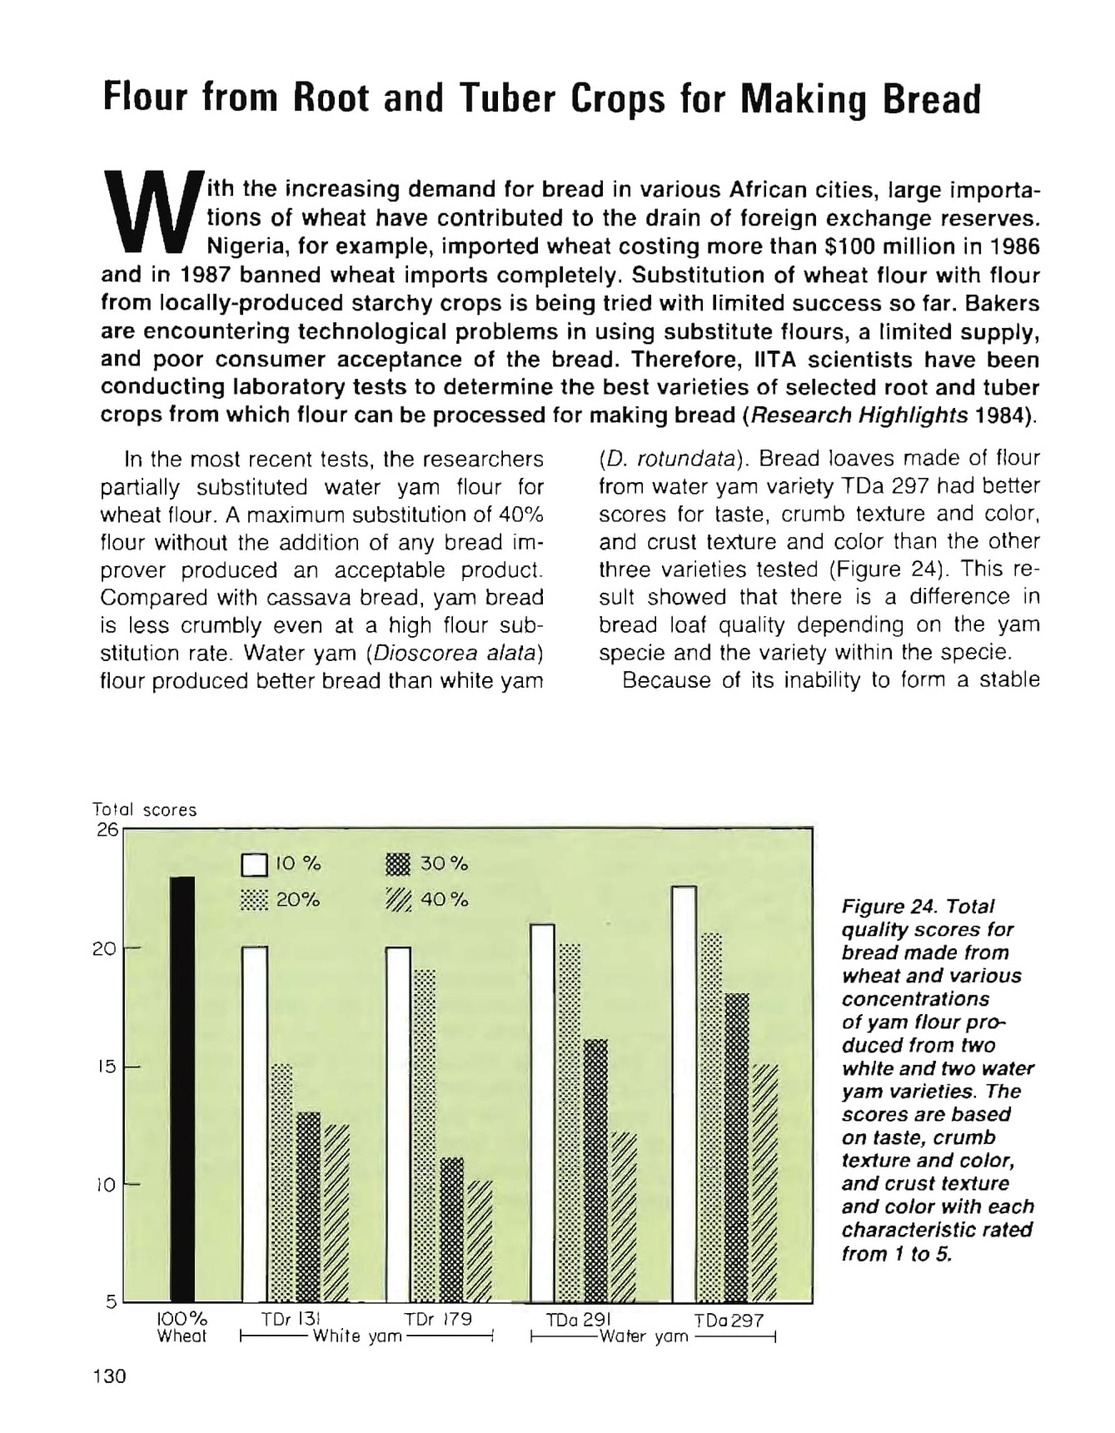 Flour from Root and Tuber Crops for Making Bread
With the increasing demand for bread in various African cities, large importa-
tions of wheat have contributed to the drain of foreign exchange reserves.
Nigeria, for example, imported wheat costing more than $100 million in 1986
and in 1987 banned wheat imports completely. Substitution of wheat flour with flour
from locally-produced starchy crops is being tried with limited success so far. Bakers
are encountering technological problems in using substitute flours, a limited supply,
and poor consumer acceptance of the bread. Therefore, IITA scientists have been
conducting laboratory tests to determine the best varieties of selected root and tuber
crops from which flour can be processed for making bread (Research Highlights 1984).
In the most recent tests, the researchers
partially substituted water yam flour for
wheat flour. A maximum substitution of 40%
flour without the addition of any bread im-
prover produced an acceptable product.
Compared with cassava bread, yam bread
is less crumbly even at a high flour sub-
stitution rate. Water yam (Dioscorea alata)
flour produced better bread than white yam
(D. rotundata). Bread loaves made of flour
from water yam variety TDa 297 had better
scores for taste, crumb texture and color,
and crust texture and color than the other
three varieties tested (Figure 24). This re-
sult showed that there is a difference in
bread loaf quality depending on the yam
specie and the variety within the specie.
Because of its inability to form a stable
Total scores
26
20
15
10
5
10 %
20%
30 %
40 %
100% Wheat
TDr 131
TDr 179
TDa 291
TDa 297
White yam
Water yam
Figure 24. Total
quality scores for
bread made from
wheat and various
concentrations
of yam flour pro-
duced from two
white and two water
yam varieties. The
scores are based
on taste, crumb
texture and color,
and crust texture
and color with each
characteristic rated
from 1 to 5.
130